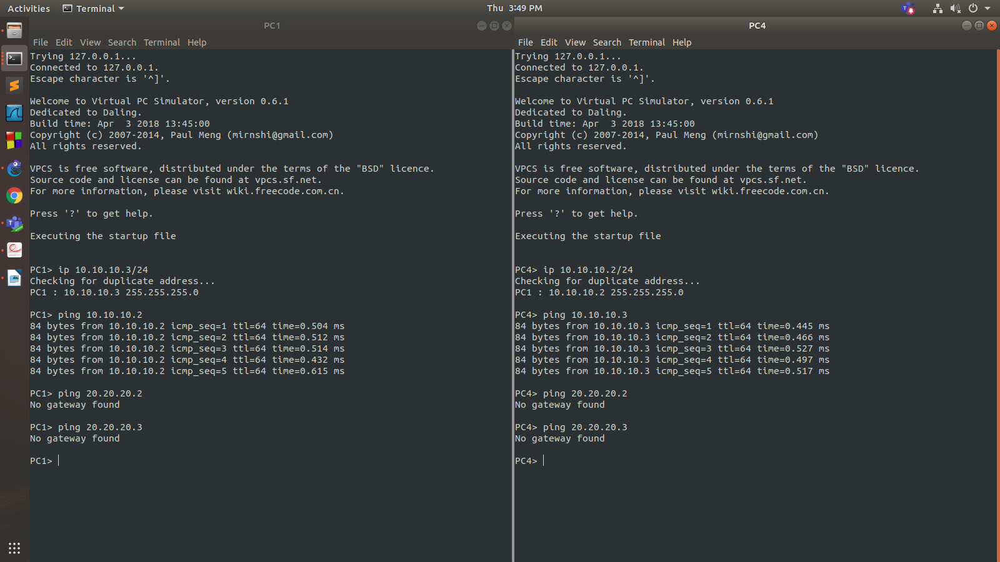 Activities
Terminal
Thu 3:49 PM
PC1
File Edit View Search Terminal Help
Trying 127.0.0.1...
Connected to 127.0.0.1.
Escape character is '^]'.
Welcome to Virtual PC Simulator, version 0.6.1
Dedicated to Daling.
Build time: Apr  3 2018 13:45:00
Copyright (c) 2007-2014, Paul Meng (mirnshi@gmail.com)
All rights reserved.
VPCS is free software, distributed under the terms of the "BSD" licence.
Source code and license can be found at vpcs.sf.net.
For more information, please visit wiki.freecode.com.cn.
Press '?' to get help.
Executing the startup file
PC1> ip 10.10.10.3/24
Checking for duplicate address...
PC1 : 10.10.10.3 255.255.255.0
PC1> ping 10.10.10.2
84 bytes from 10.10.10.2 icmp_seq=1 ttl=64 time=0.504 ms
84 bytes from 10.10.10.2 icmp_seq=2 ttl=64 time=0.512 ms
84 bytes from 10.10.10.2 icmp_seq=3 ttl=64 time=0.514 ms
84 bytes from 10.10.10.2 icmp_seq=4 ttl=64 time=0.432 ms
84 bytes from 10.10.10.2 icmp_seq=5 ttl=64 time=0.615 ms
PC1> ping 20.20.20.2
No gateway found
PC1> ping 20.20.20.3
No gateway found
PC1>
PC4
File Edit View Search Terminal Help
Trying 127.0.0.1...
Connected to 127.0.0.1.
Escape character is '^]'.
Welcome to Virtual PC Simulator, version 0.6.1
Dedicated to Daling.
Build time: Apr  3 2018 13:45:00
Copyright (c) 2007-2014, Paul Meng (mirnshi@gmail.com)
All rights reserved.
VPCS is free software, distributed under the terms of the "BSD" licence.
Source code and license can be found at vpcs.sf.net.
For more information, please visit wiki.freecode.com.cn.
Press '?' to get help.
Executing the startup file
PC4> ip 10.10.10.2/24
Checking for duplicate address...
PC1 : 10.10.10.2 255.255.255.0
PC4> ping 10.10.10.3
84 bytes from 10.10.10.3 icmp_seq=1 ttl=64 time=0.445 ms
84 bytes from 10.10.10.3 icmp_seq=2 ttl=64 time=0.466 ms
84 bytes from 10.10.10.3 icmp_seq=3 ttl=64 time=0.527 ms
84 bytes from 10.10.10.3 icmp_seq=4 ttl=64 time=0.497 ms
84 bytes from 10.10.10.3 icmp_seq=5 ttl=64 time=0.517 ms
PC4> ping 20.20.20.2
No gateway found
PC4> ping 20.20.20.3
No gateway found
PC4>